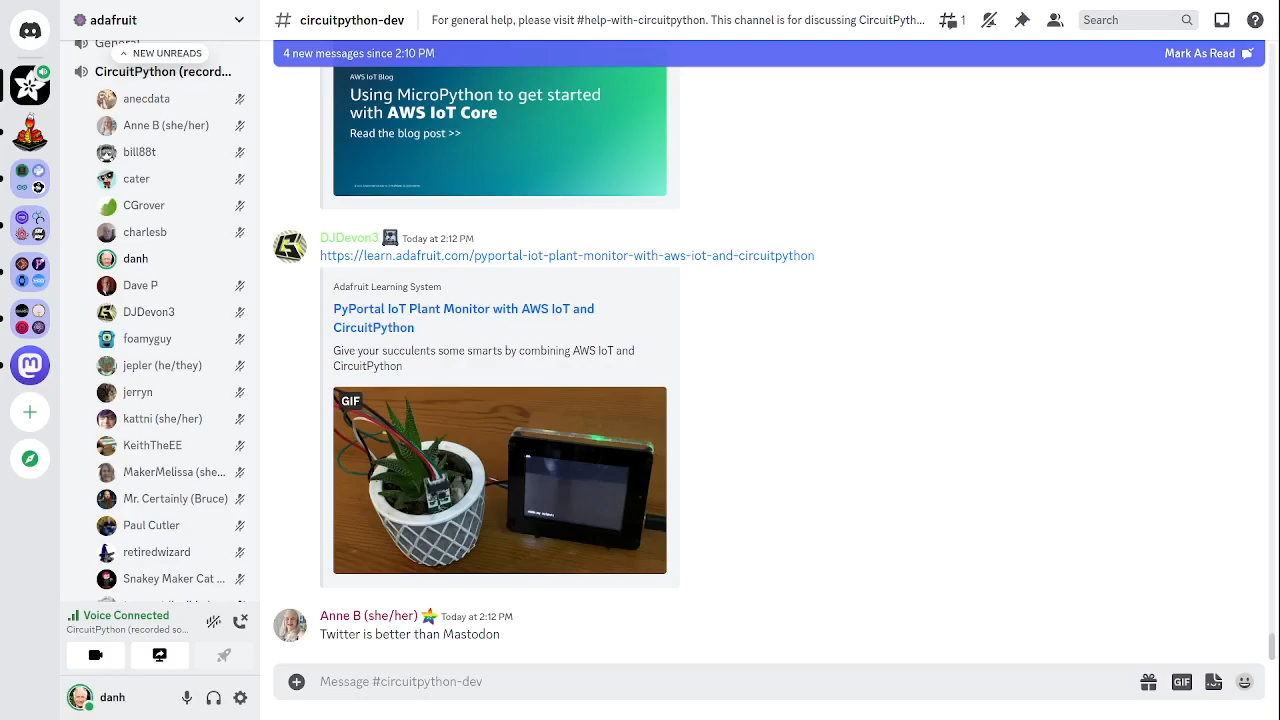 adafruit
circuitpython-dev
For general help, please visit #help-with-circuitpython. This channel is for discussing CircuitPyth...
1
Search
General
NEW UNREADS
4 new messages since 2:10 PM
Mark As Read
CircuitPython (record...
anecdata
Anne B (she/her)
bill88t
cater
CGrover
charlesb
danh
Dave P
DJDevon3
foamyguy
jepler (he/they)
jerryn
kattni (she/her)
KeithTheEE
MakerMelissa (she...
Mr. Certainly (Bruce)
Paul Cutler
retiredwizard
Snakey Maker Cat ...
Voice Connected
CircuitPython (recorded so...
danh
AWS IoT Blog
Using MicroPython to get started
with AWS IoT Core
Read the blog post >>
DJDevon3 Today at 2:12 PM
https://learn.adafruit.com/pyportal-iot-plant-monitor-with-aws-iot-and-circuitpython
Adafruit Learning System
PyPortal IoT Plant Monitor with AWS IoT and
CircuitPython
Give your succulents some smarts by combining AWS IoT and
CircuitPython
GIF
Anne B (she/her) Today at 2:12 PM
Twitter is better than Mastodon
Message #circuitpython-dev
GIF